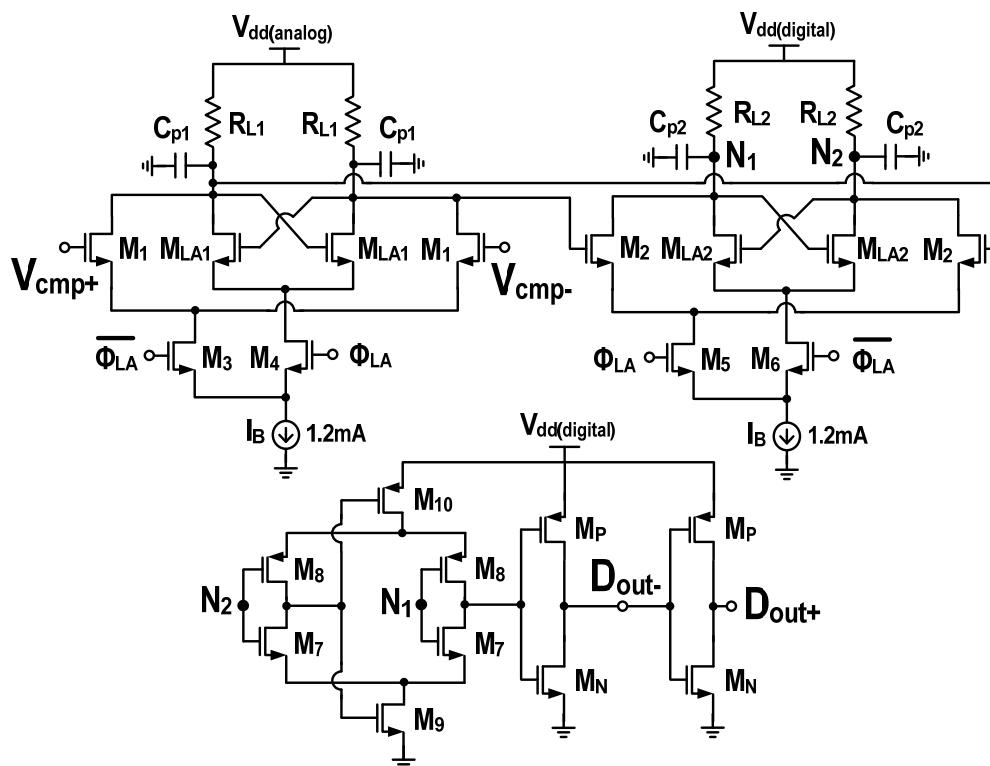 Vdd(analog)
Vdd(digital)
RL1
RL1
RL2
RL2
Cp1
Cp1
Cp2
Cp2
N1
N2
M1
MLA1
MLA1
M1
M2
MLA2
MLA2
M2
Vcmp+
Vcmp-
Φ̅LA
M3
M4
ΦLA
ΦLA
M5
M6
Φ̅LA
IB
1.2mA
IB
1.2mA
Vdd(digital)
M10
MP
MP
M8
M8
N2
N1
Dout-
Dout+
M7
M7
MN
MN
M9